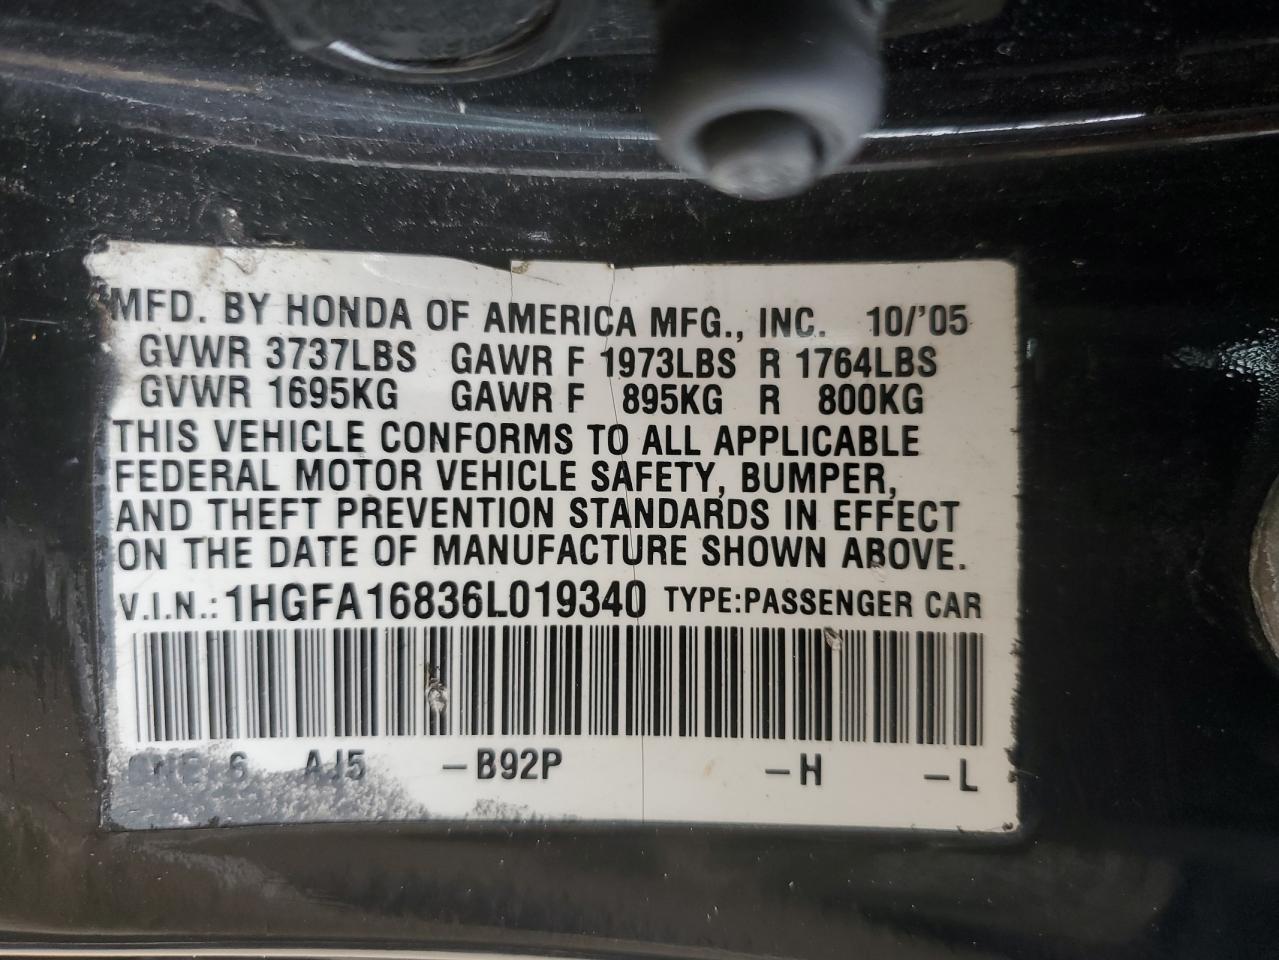 MFD. BY HONDA OF AMERICA MFG., INC. 10/'05
GVWR 3737LBS GAWR F 1973LBS R 1764LBS
GVWR 1695KG GAWR F 895KG R 800KG
THIS VEHICLE CONFORMS TO ALL APPLICABLE
FEDERAL MOTOR VEHICLE SAFETY, BUMPER,
AND THEFT PREVENTION STANDARDS IN EFFECT
ON THE DATE OF MANUFACTURE SHOWN ABOVE.
V.I.N.: 1HGFA16836L019340 TYPE:PASSENGER CAR
6 AJ5 -B92P -H -L